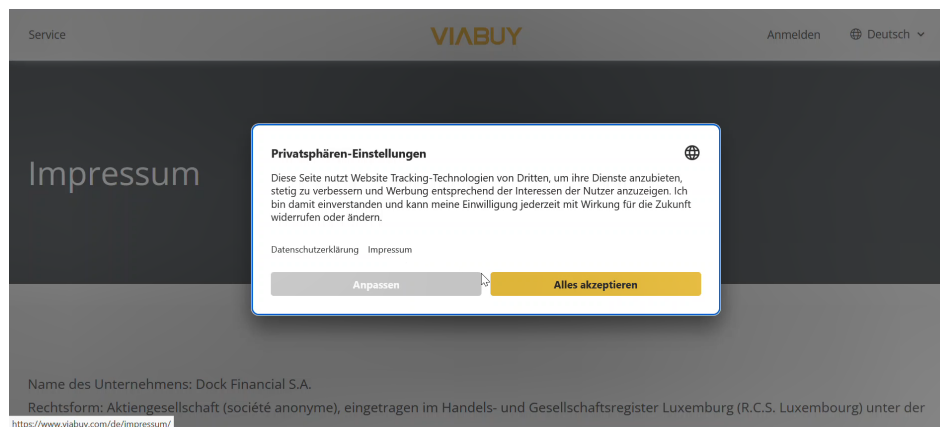 Service
VIABUY
Anmelden
Deutsch
Impressum
Privatsphären-Einstellungen
Diese Seite nutzt Website Tracking-Technologien von Dritten, um ihre Dienste anzubieten,
stetig zu verbessern und Werbung entsprechend der Interessen der Nutzer anzuzeigen. Ich
bin damit einverstanden und kann meine Einwilligung jederzeit mit Wirkung für die Zukunft
widerrufen oder ändern.
Datenschutzerklärung Impressum
Anpassen
Alles akzeptieren
Name des Unternehmens: Dock Financial S.A.
Rechtsform: Aktiengesellschaft (société anonyme), eingetragen im Handels- und Gesellschaftsregister Luxemburg (R.C.S. Luxembourg) unter der
https://www.viabuy.com/de/impressum/